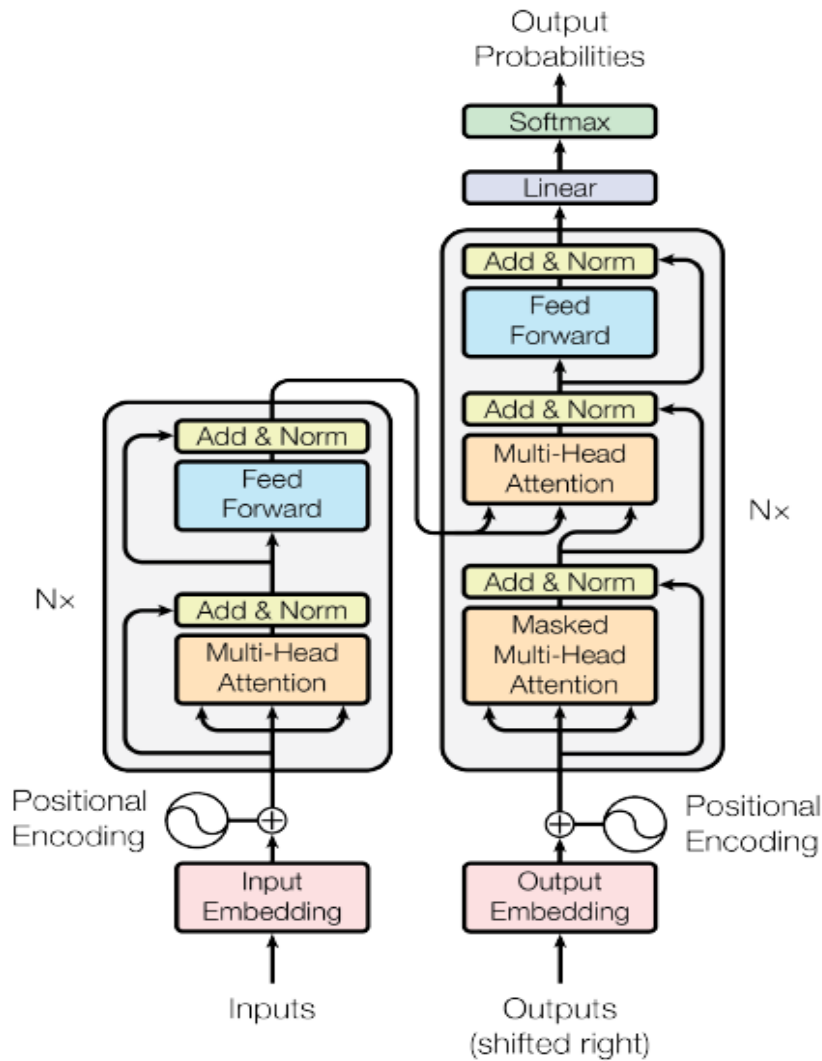 Output
Probabilities
Softmax
Linear
Add & Norm
Feed
Forward
Add & Norm
Multi-Head
Attention
Add & Norm
Masked
Multi-Head
Attention
Nx
Add & Norm
Feed
Forward
Add & Norm
Multi-Head
Attention
Nx
Positional
Encoding
Positional
Encoding
Input
Embedding
Output
Embedding
Inputs
Outputs
(shifted right)